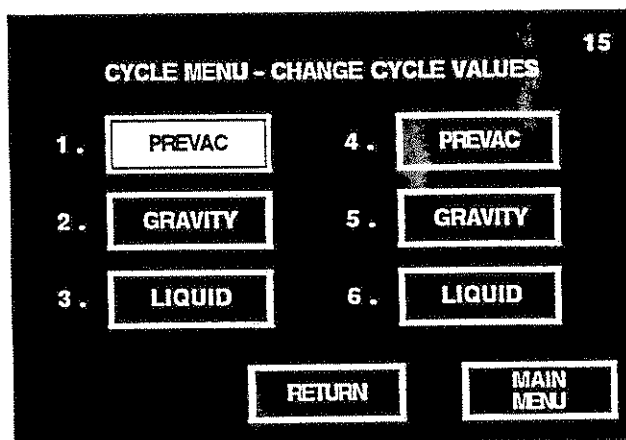 15
CYCLE MENU - CHANGE CYCLE VALUES
1. PREVAC
4. PREVAC
2. GRAVITY
5. GRAVITY
3. LIQUID
6. LIQUID
RETURN
MAIN
MENU